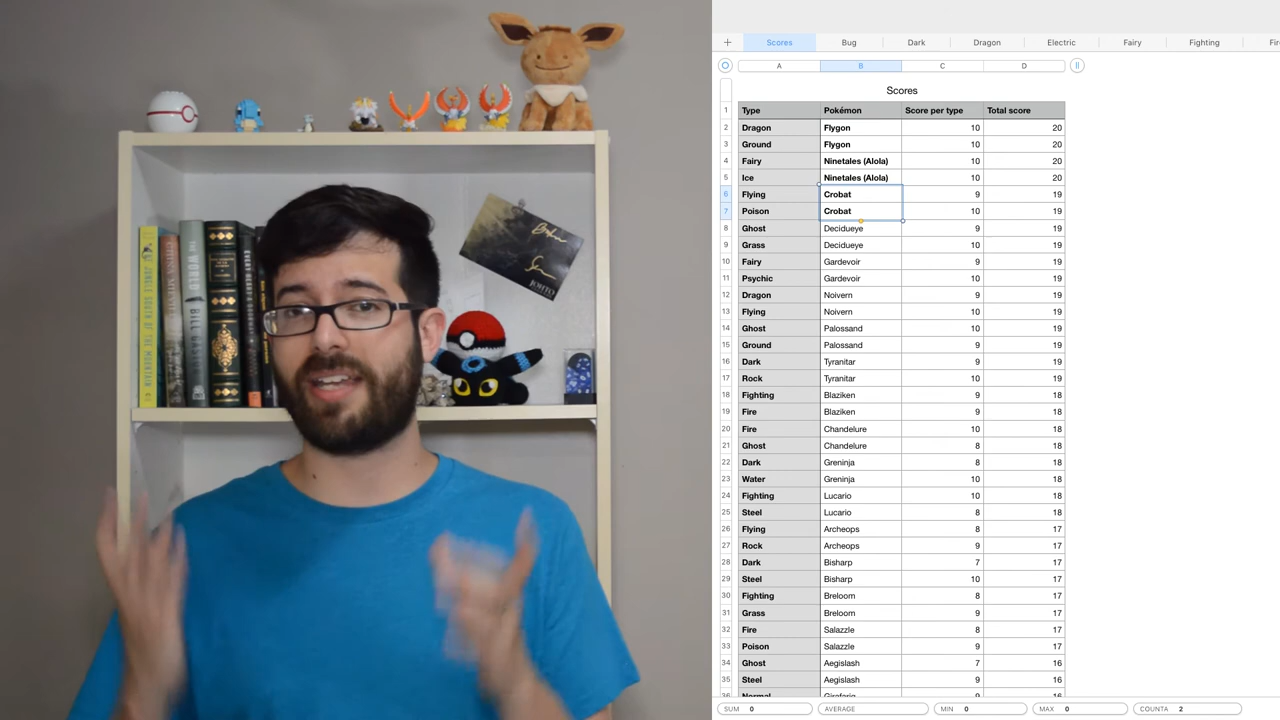 Scores Bug Dark Dragon Electric Fairy Fighting
A B C D
Scores
1 Type Pokémon Score per type Total score
2 Dragon Flygon 10 20
3 Ground Flygon 10 20
4 Fairy Ninetales (Alola) 10 20
5 Ice Ninetales (Alola) 10 20
6 Flying Crobat 9 19
7 Poison Crobat 10 19
8 Ghost Decidueye 9 19
9 Grass Decidueye 10 19
10 Fairy Gardevoir 9 19
11 Psychic Gardevoir 10 19
12 Dragon Noivern 9 19
13 Flying Noivern 10 19
14 Ghost Palossand 10 19
15 Ground Palossand 9 19
16 Dark Tyranitar 9 19
17 Rock Tyranitar 10 19
18 Fighting Blaziken 9 18
19 Fire Blaziken 9 18
20 Fire Chandelure 10 18
21 Ghost Chandelure 8 18
22 Dark Greninja 8 18
23 Water Greninja 10 18
24 Fighting Lucario 10 18
25 Steel Lucario 8 18
26 Flying Archeops 8 17
27 Rock Archeops 9 17
28 Dark Bisharp 7 17
29 Steel Bisharp 10 17
30 Fighting Breloom 8 17
31 Grass Breloom 9 17
32 Fire Salazzle 8 17
33 Poison Salazzle 9 17
34 Ghost Aegislash 7 16
35 Steel Aegislash 9 16
36 Normal Girafarig 9 16
SUM 0 AVERAGE MIN 0 MAX 0 COUNTA 2
THE WORLD
JOHTO